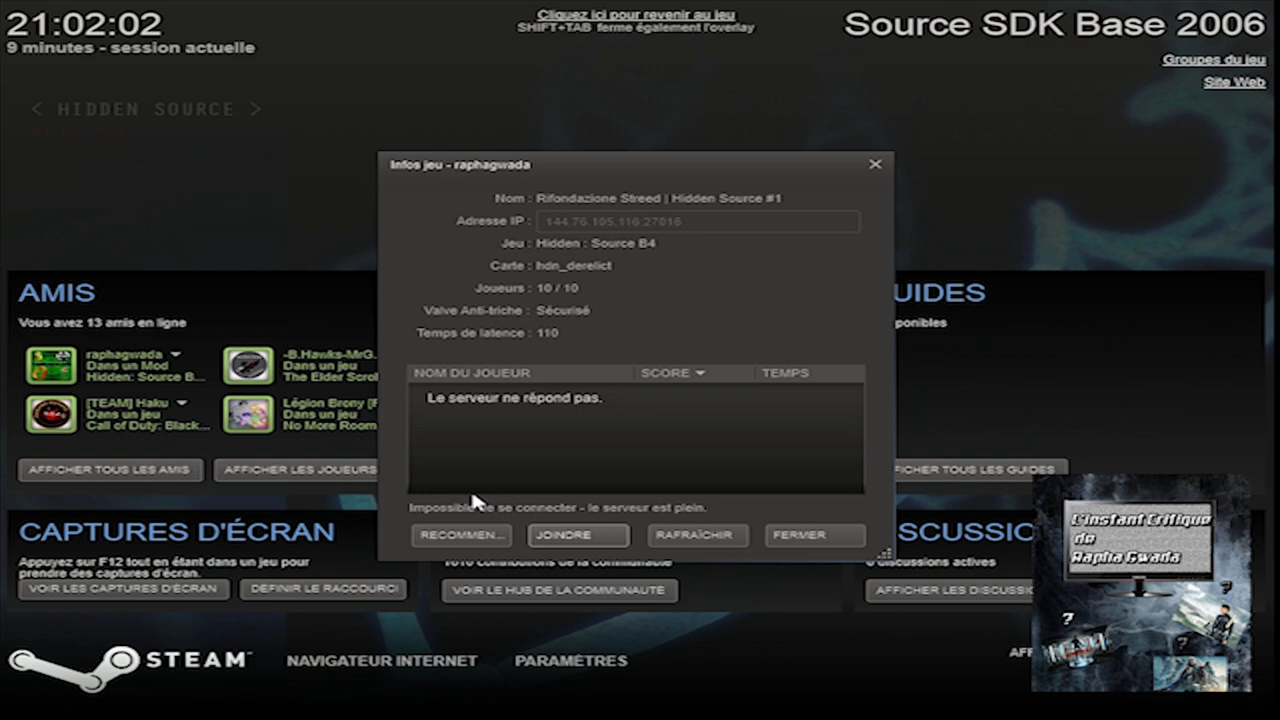 21:02:02
9 minutes - session actuelle
Cliquez ici pour revenir au jeu
SHIFT+TAB ferme également l'overlay
Source SDK Base 2006
Groupes du jeu
Site Web
< HIDDEN SOURCE >
Infos jeu - raphagwada
Nom : Rifondazione Streed | Hidden Source #1
Adresse IP : 144.76.105.116:27016
Jeu : Hidden : Source B4
Carte : hdn_derelict
Joueurs : 10 / 10
Valve Anti-triche : Sécurisé
Temps de latence : 110
NOM DU JOUEUR SCORE TEMPS
Le serveur ne répond pas.
Impossible de se connecter - le serveur est plein.
RECOMMEN... JOINDRE RAFRAÎCHIR FERMER
AMIS
Vous avez 13 amis en ligne
raphagwada
Dans un Mod
Hidden: Source B...
-B.Hawks-MrG.
Dans un jeu
The Elder Scrol
[TEAM] Haku
Dans un jeu
Call of Duty: Black...
Légion Brony [F
Dans un jeu
No More Room
AFFICHER TOUS LES AMIS AFFICHER LES JOUEURS
UIDES
ponibles
FICHER TOUS LES GUIDES
CAPTURES D'ÉCRAN
Appuyez sur F12 tout en étant dans un jeu pour
prendre des captures d'écran.
VOIR LES CAPTURES D'ÉCRAN DÉFINIR LE RACCOURCI
contributions de la communauté
VOIR LE HUB DE LA COMMUNAUTÉ
SCUSSIO
discussions actives
AFFICHER LES DISCUSSI
L'instant Critique
de
Rapha Gwada
STEAM NAVIGATEUR INTERNET PARAMÈTRES
AFF